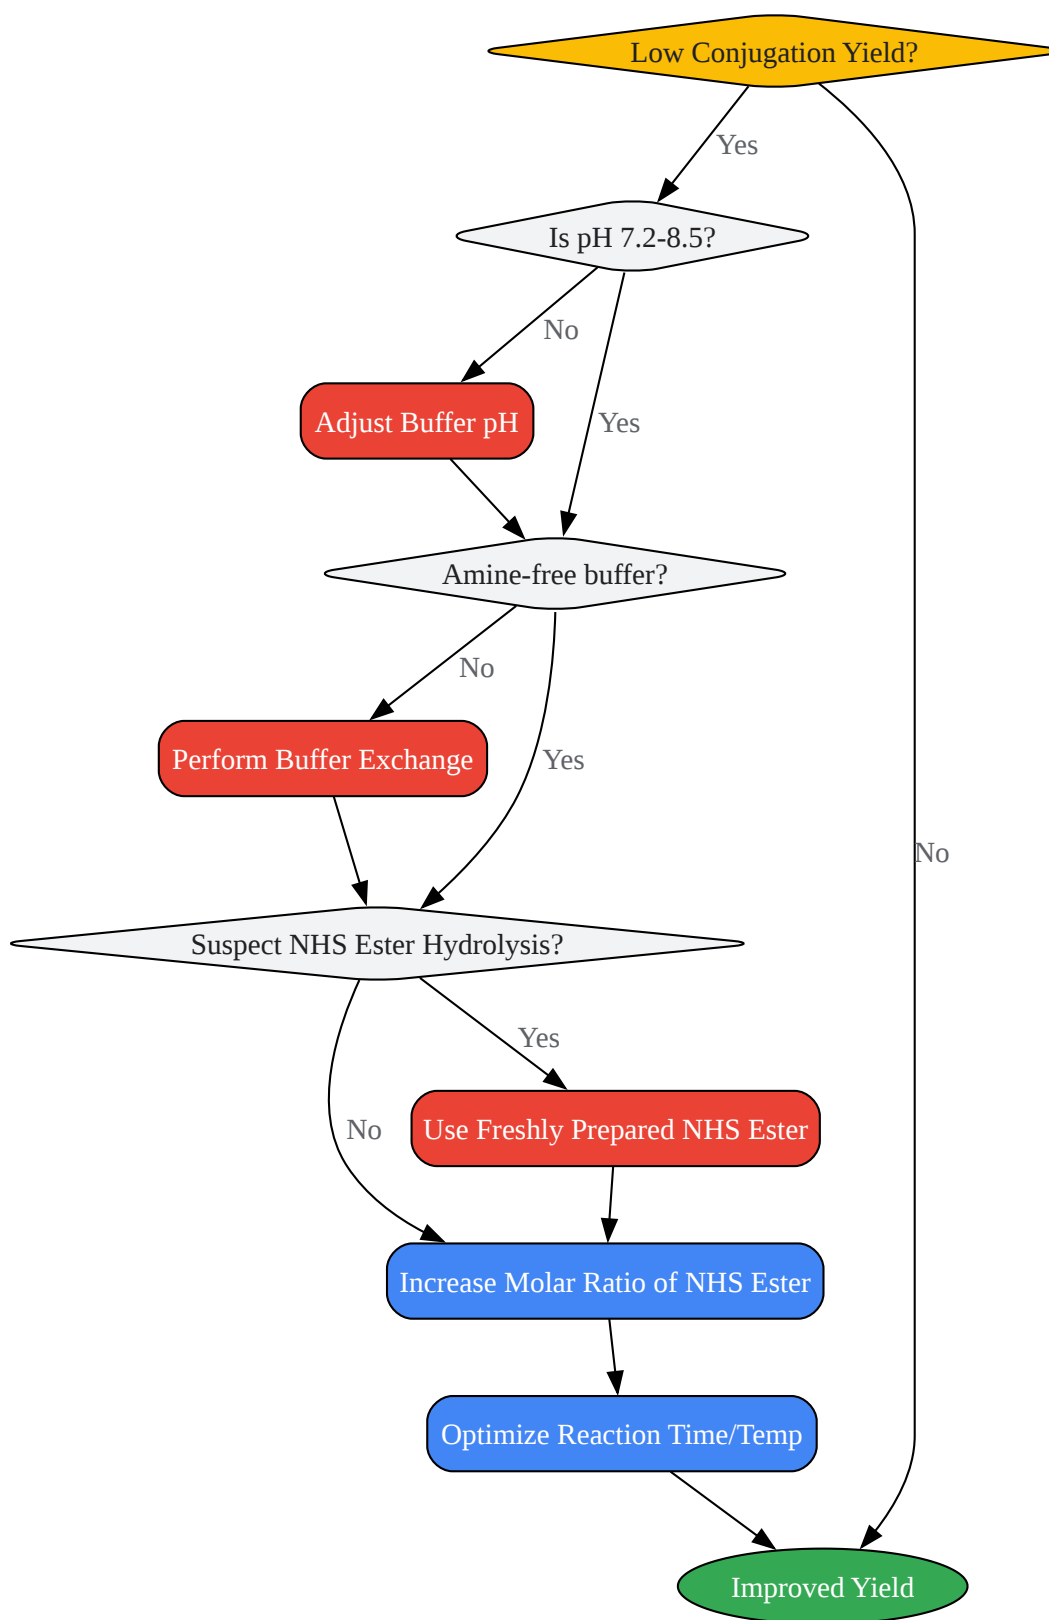 Low Conjugation Yield?
Yes
Is pH 7.2-8.5?
No
Adjust Buffer pH
Yes
Amine-free buffer?
No
Perform Buffer Exchange
Yes
No
Suspect NHS Ester Hydrolysis?
Yes
No
Use Freshly Prepared NHS Ester
Increase Molar Ratio of NHS Ester
Optimize Reaction Time/Temp
Improved Yield